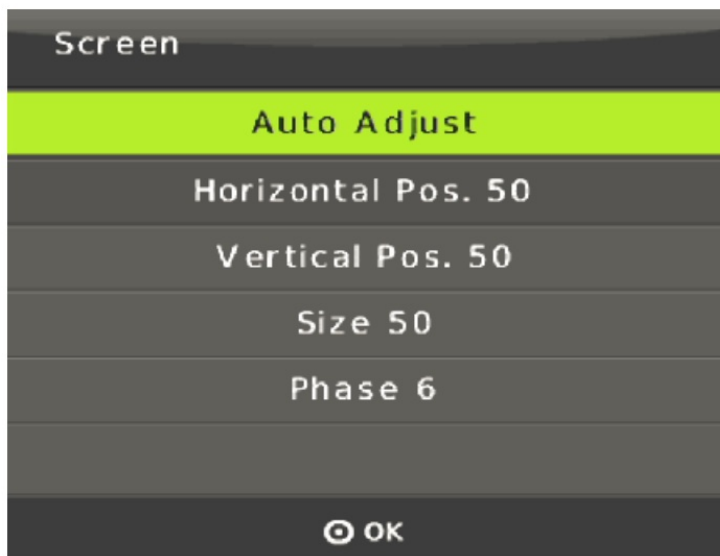 Screen
Auto Adjust
Horizontal Pos. 50
Vertical Pos. 50
Size 50
Phase 6
OK